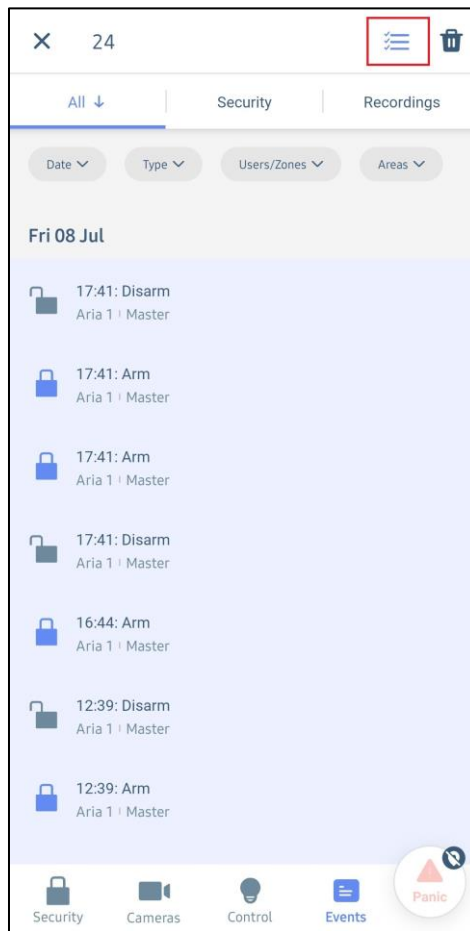 24
All ↓ Security Recordings
Date Type Users/Zones Areas
Fri 08 Jul
17:41: Disarm
Aria 1 | Master
17:41: Arm
Aria 1 | Master
17:41: Arm
Aria 1 | Master
17:41: Disarm
Aria 1 | Master
16:44: Arm
Aria 1 | Master
12:39: Disarm
Aria 1 | Master
12:39: Arm
Aria 1 | Master
Panic
Security Cameras Control Events